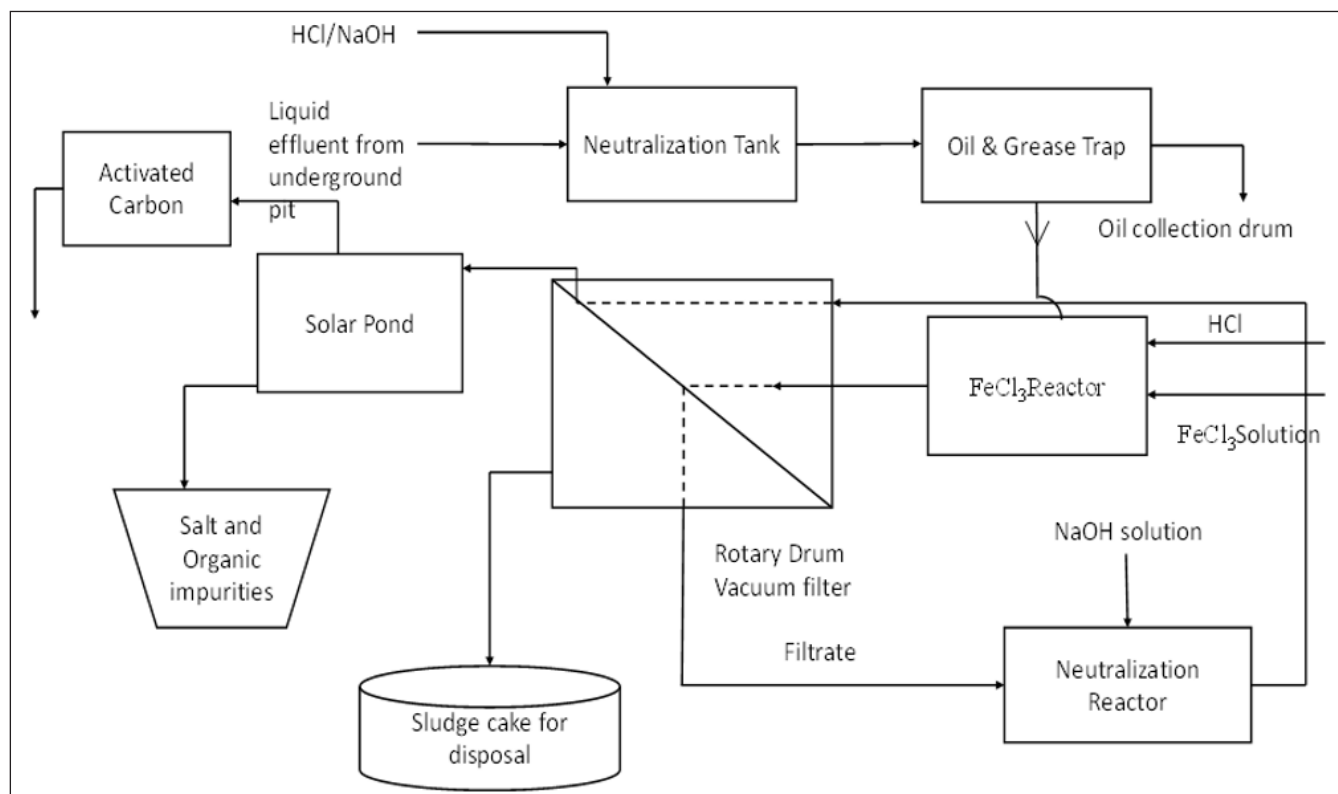 HCl/NaOH
Liquid
effluent from
underground
pit
Neutralization Tank
Oil & Grease Trap
Activated
Carbon
Oil collection drum
Solar Pond
HCl
FeCl₃Reactor
FeCl₃Solution
Salt and
Organic
impurities
Rotary Drum
Vacuum filter
NaOH solution
Filtrate
Neutralization
Reactor
Sludge cake for
disposal